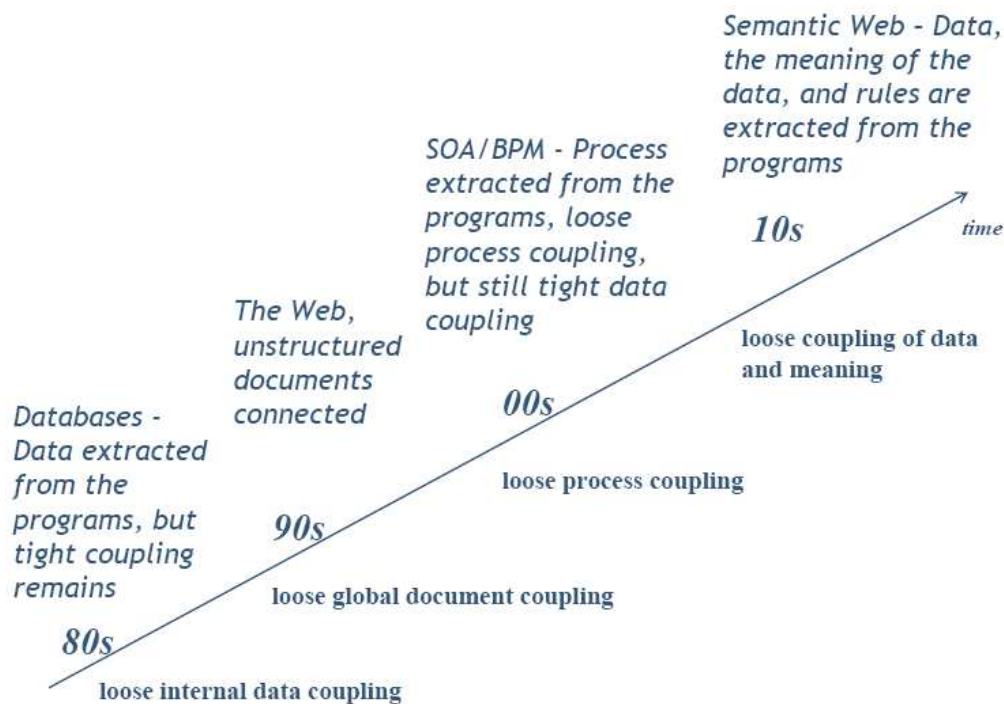 Semantic Web – Data,
the meaning of the
data, and rules are
extracted from the
programs
SOA/BPM - Process
extracted from the
programs, loose
process coupling,
but still tight data
coupling
10s
time
The Web,
unstructured
documents
connected
loose coupling of data
and meaning
Databases -
Data extracted
from the
programs, but
tight coupling
remains
00s
loose process coupling
90s
loose global document coupling
80s
loose internal data coupling